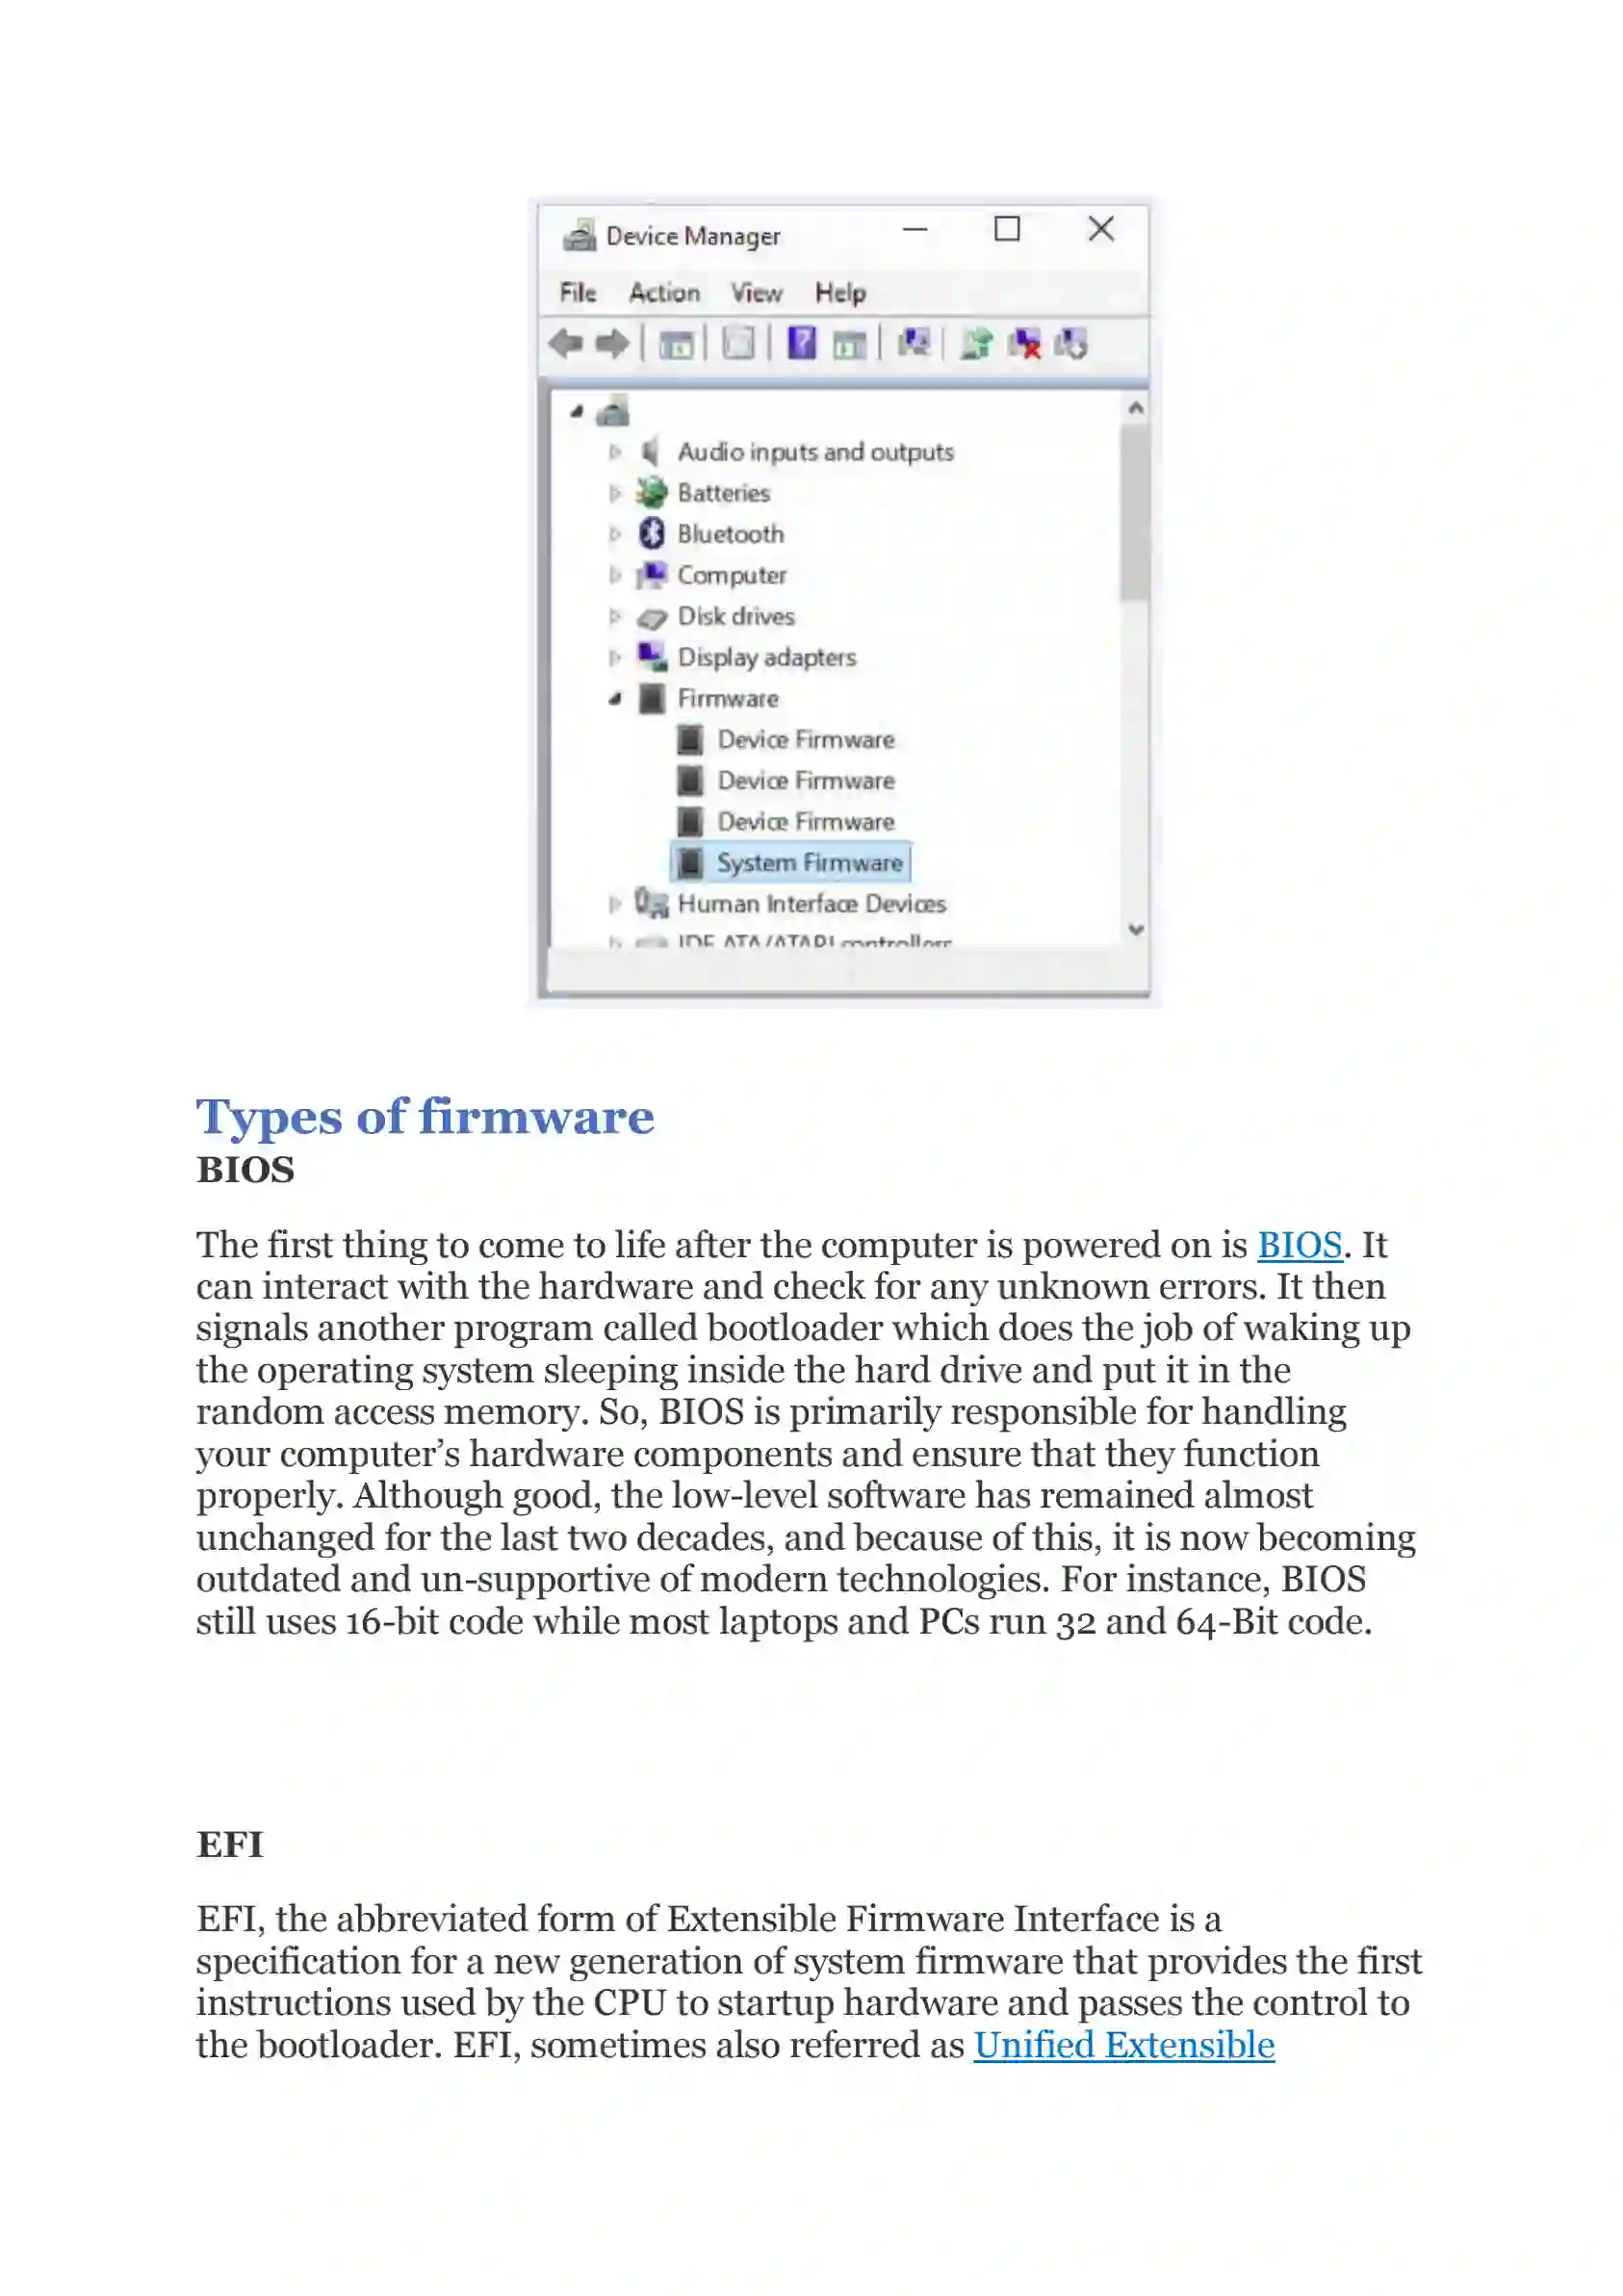 Device Manager
File Action View Help
Audio inputs and outputs
Batteries
Bluetooth
Computer
Disk drives
Display adapters
Firmware
Device Firmware
Device Firmware
Device Firmware
System Firmware
Human Interface Devices
IDE ATA/ATAPI controllers
Types of firmware
BIOS
The first thing to come to life after the computer is powered on is BIOS. It
can interact with the hardware and check for any unknown errors. It then
signals another program called bootloader which does the job of waking up
the operating system sleeping inside the hard drive and put it in the
random access memory. So, BIOS is primarily responsible for handling
your computer’s hardware components and ensure that they function
properly. Although good, the low-level software has remained almost
unchanged for the last two decades, and because of this, it is now becoming
outdated and un-supportive of modern technologies. For instance, BIOS
still uses 16-bit code while most laptops and PCs run 32 and 64-Bit code.
EFI
EFI, the abbreviated form of Extensible Firmware Interface is a
specification for a new generation of system firmware that provides the first
instructions used by the CPU to startup hardware and passes the control to
the bootloader. EFI, sometimes also referred as Unified Extensible